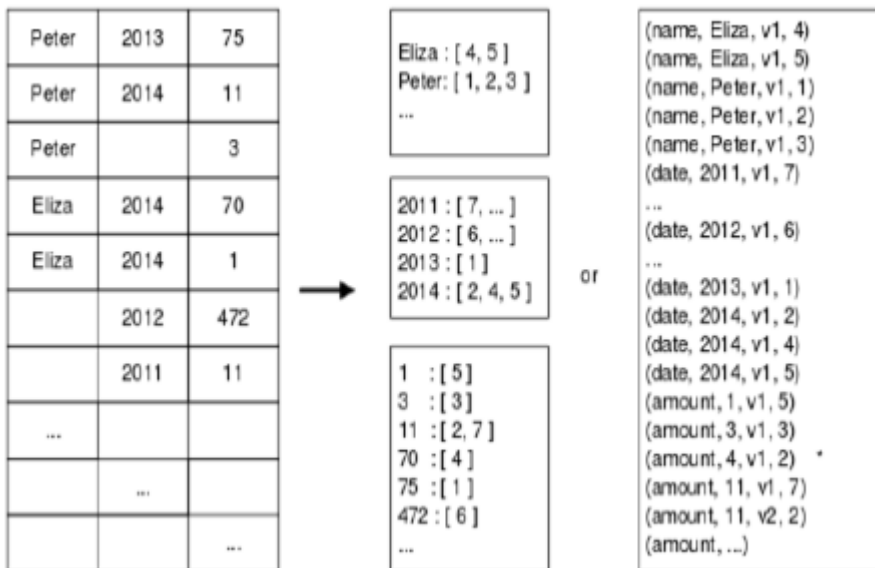 Peter 2013 75
Peter 2014 11
Peter 3
Eliza 2014 70
Eliza 2014 1
2012 472
2011 11
...
...
...
Eliza : [ 4, 5 ]
Peter: [ 1, 2, 3 ]
...
2011 : [ 7, ... ]
2012 : [ 6, ... ]
2013 : [ 1 ]
2014 : [ 2, 4, 5 ]
1 : [ 5 ]
3 : [ 3 ]
11 : [ 2, 7 ]
70 : [ 4 ]
75 : [ 1 ]
472 : [ 6 ]
...
or
(name, Eliza, v1, 4)
(name, Eliza, v1, 5)
(name, Peter, v1, 1)
(name, Peter, v1, 2)
(name, Peter, v1, 3)
(date, 2011, v1, 7)
...
(date, 2012, v1, 6)
...
(date, 2013, v1, 1)
(date, 2014, v1, 2)
(date, 2014, v1, 4)
(date, 2014, v1, 5)
(amount, 1, v1, 5)
(amount, 3, v1, 3)
(amount, 4, v1, 2) *
(amount, 11, v1, 7)
(amount, 11, v2, 2)
(amount, ...)